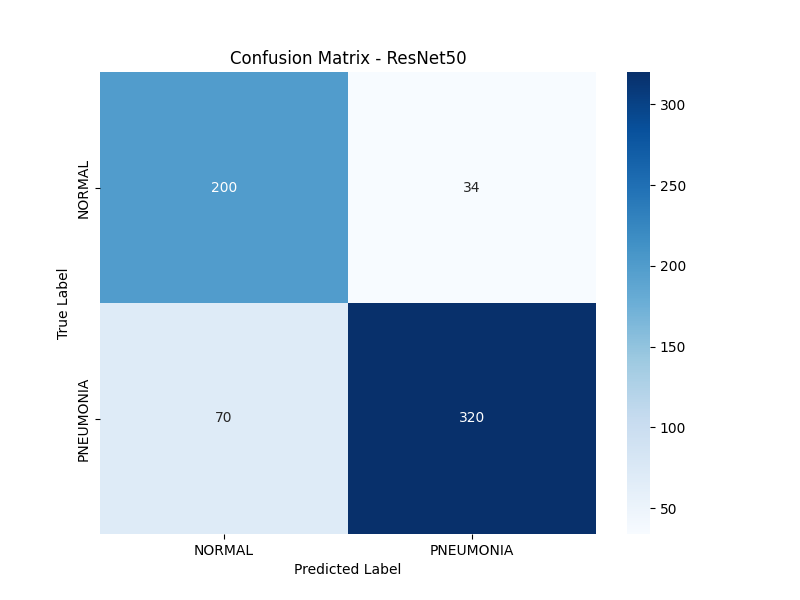 Confusion Matrix - ResNet50
True Label
NORMAL
PNEUMONIA
200
34
70
320
NORMAL
PNEUMONIA
Predicted Label
300
250
200
150
100
50